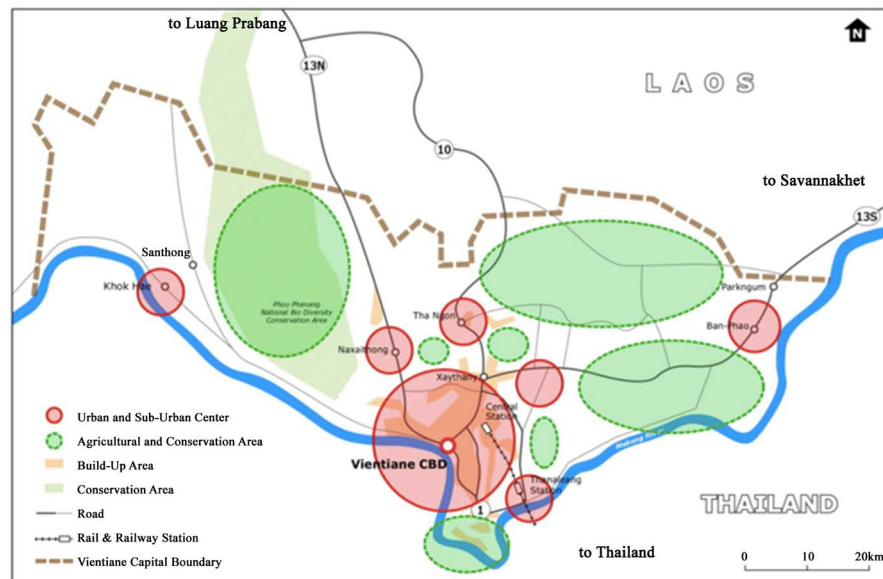 to Luang Prabang
N
13N
LAOS
10
to Savannakhet
13S
Santhong
Khok Hae
Parkngum
Phou Phanang
National Bio Diversity
Conservation Area
Tha Ngon
Ban-Phao
Naxaithong
Xaythany
Central
Station
Urban and Sub-Urban Center
Agricultural and Conservation Area
Mekong
Build-Up Area
Vientiane CBD
Conservation Area
Thanaleang
Station
THAILAND
1
Road
Rail & Railway Station
to Thailand
Vientiane Capital Boundary
0 10 20km